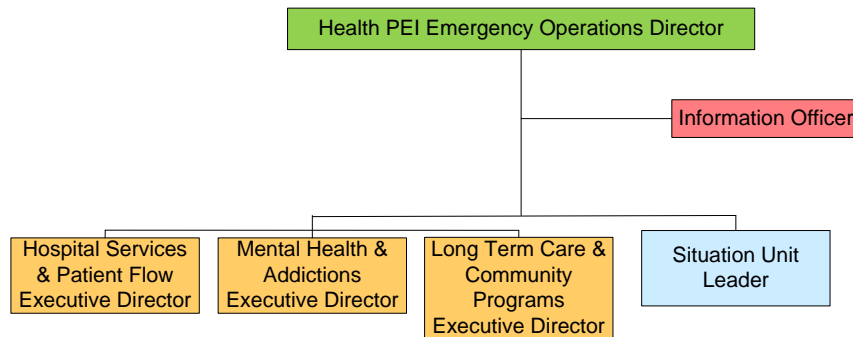 Health PEI Emergency Operations Director
Information Officer
Hospital Services
& Patient Flow
Executive Director
Mental Health &
Addictions
Executive Director
Long Term Care &
Community
Programs
Executive Director
Situation Unit
Leader